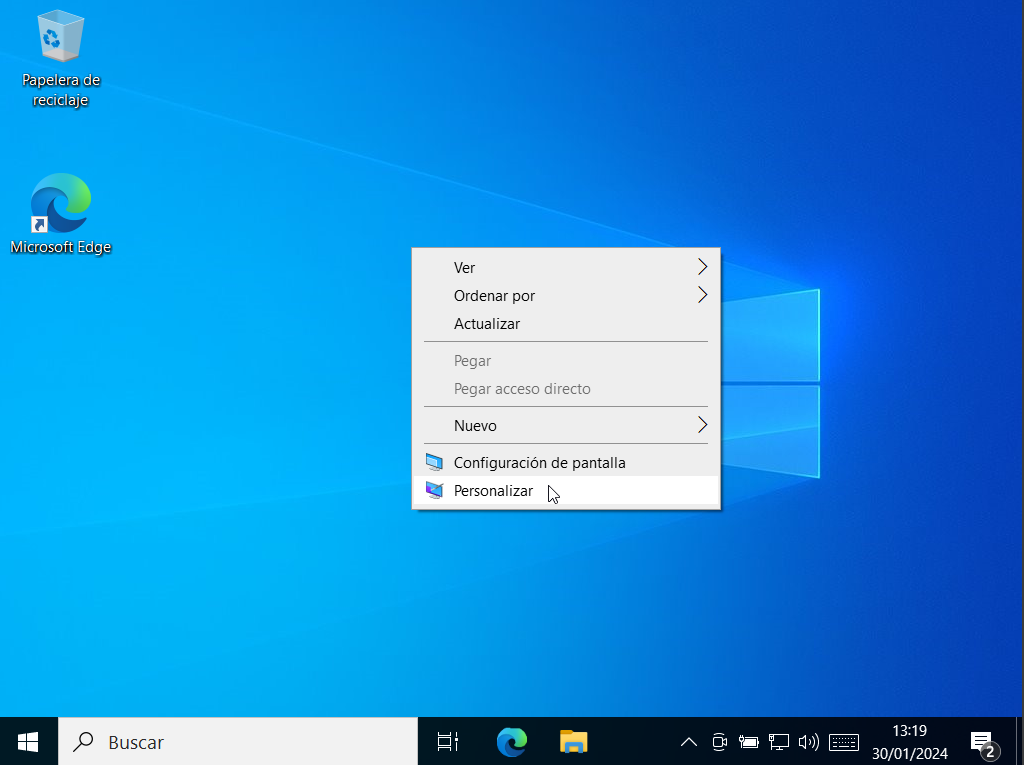 Papelera de
reciclaje
Microsoft Edge
Ver
Ordenar por
Actualizar
Pegar
Pegar acceso directo
Nuevo
Configuración de pantalla
Personalizar
Buscar
13:19
30/01/2024
2